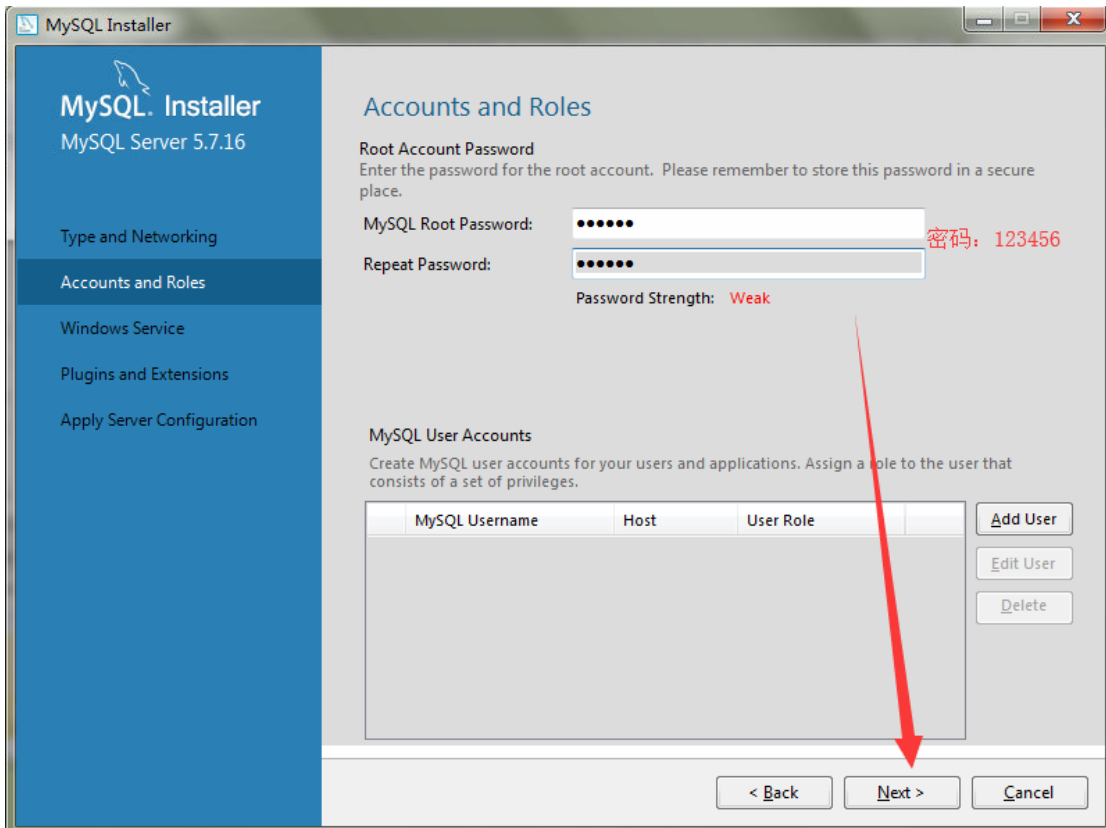 MySQL Installer
MySQL. Installer
MySQL Server 5.7.16
Type and Networking
Accounts and Roles
Windows Service
Plugins and Extensions
Apply Server Configuration
Accounts and Roles
Root Account Password
Enter the password for the root account. Please remember to store this password in a secure
place.
MySQL Root Password: ●●●●●●
密码：123456
Repeat Password: ●●●●●●
Password Strength: Weak
MySQL User Accounts
Create MySQL user accounts for your users and applications. Assign a role to the user that
consists of a set of privileges.
MySQL Username Host User Role
Add User
Edit User
Delete
< Back Next > Cancel